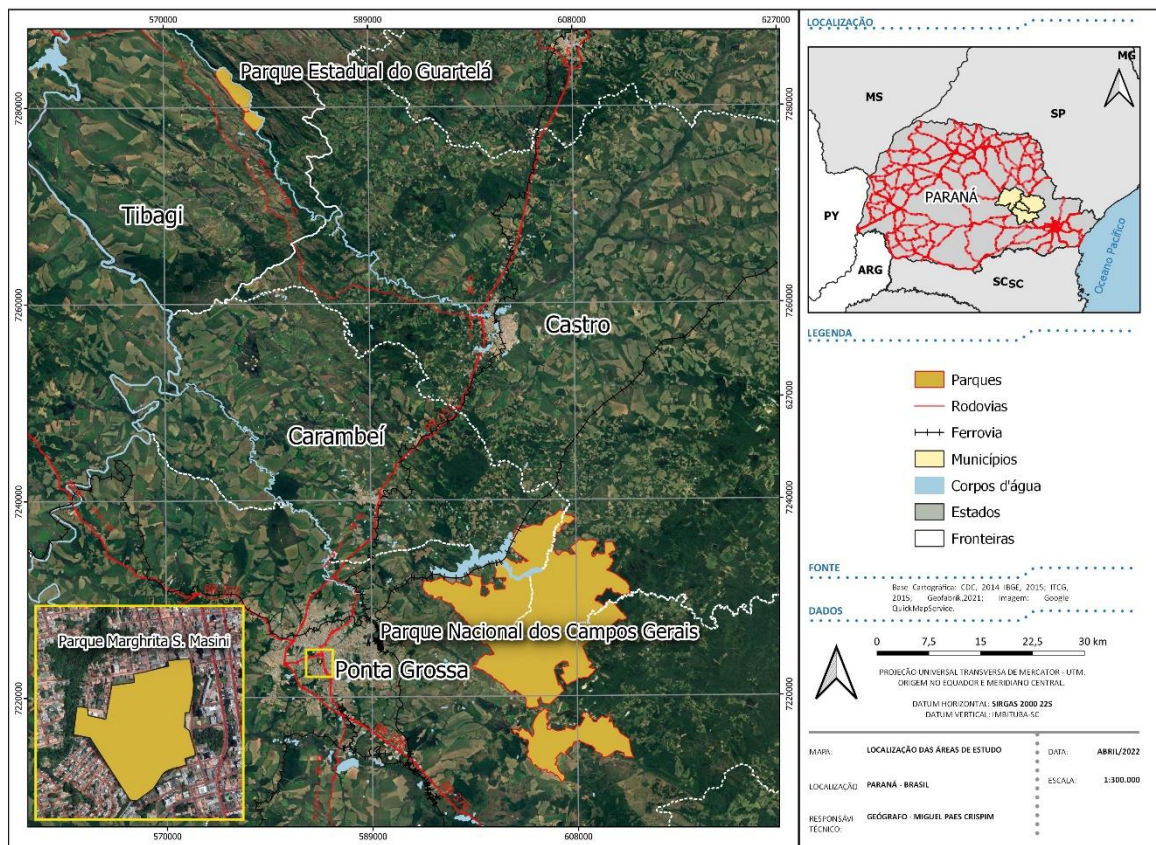 570000
589000
608000
627000
7280000
7260000
7240000
7220000
Parque Estadual do Guartelá
Tibagi
Castro
Carambeí
Parque Nacional dos Campos Gerais
Ponta Grossa
Parque Marghrita S. Masini
7280000
7260000
6270000
7240000
7220000
570000
589000
608000
LOCALIZAÇÃO
MG
MS
SP
PARANÁ
PY
ARG
SC SC
Oceano Pacífico
LEGENDA
Parques
Rodovias
Ferrovia
Municípios
Corpos d'água
Estados
Fronteiras
FONTE
Base Cartográfica: CDC, 2014 IBGE, 2015; ITCG,
2015; Geofabrik,2021; Imagem: Google
QuickMapService.
DADOS
0 7,5 15 22,5 30 km
PROJEÇÃO UNIVERSAL TRANSVERSA DE MERCATOR - UTM.
ORIGEM NO EQUADOR E MERIDIANO CENTRAL.
DATUM HORIZONTAL: SIRGAS 2000 22S
DATUM VERTICAL: IMBITUBA-SC
MAPA: LOCALIZAÇÃO DAS ÁREAS DE ESTUDO
DATA: ABRIL/2022
LOCALIZAÇÃO PARANÁ - BRASIL
ESCALA: 1:300.000
RESPONSÁVI
TÉCNICO:
GEÓGRAFO - MIGUEL PAES CRISPIM